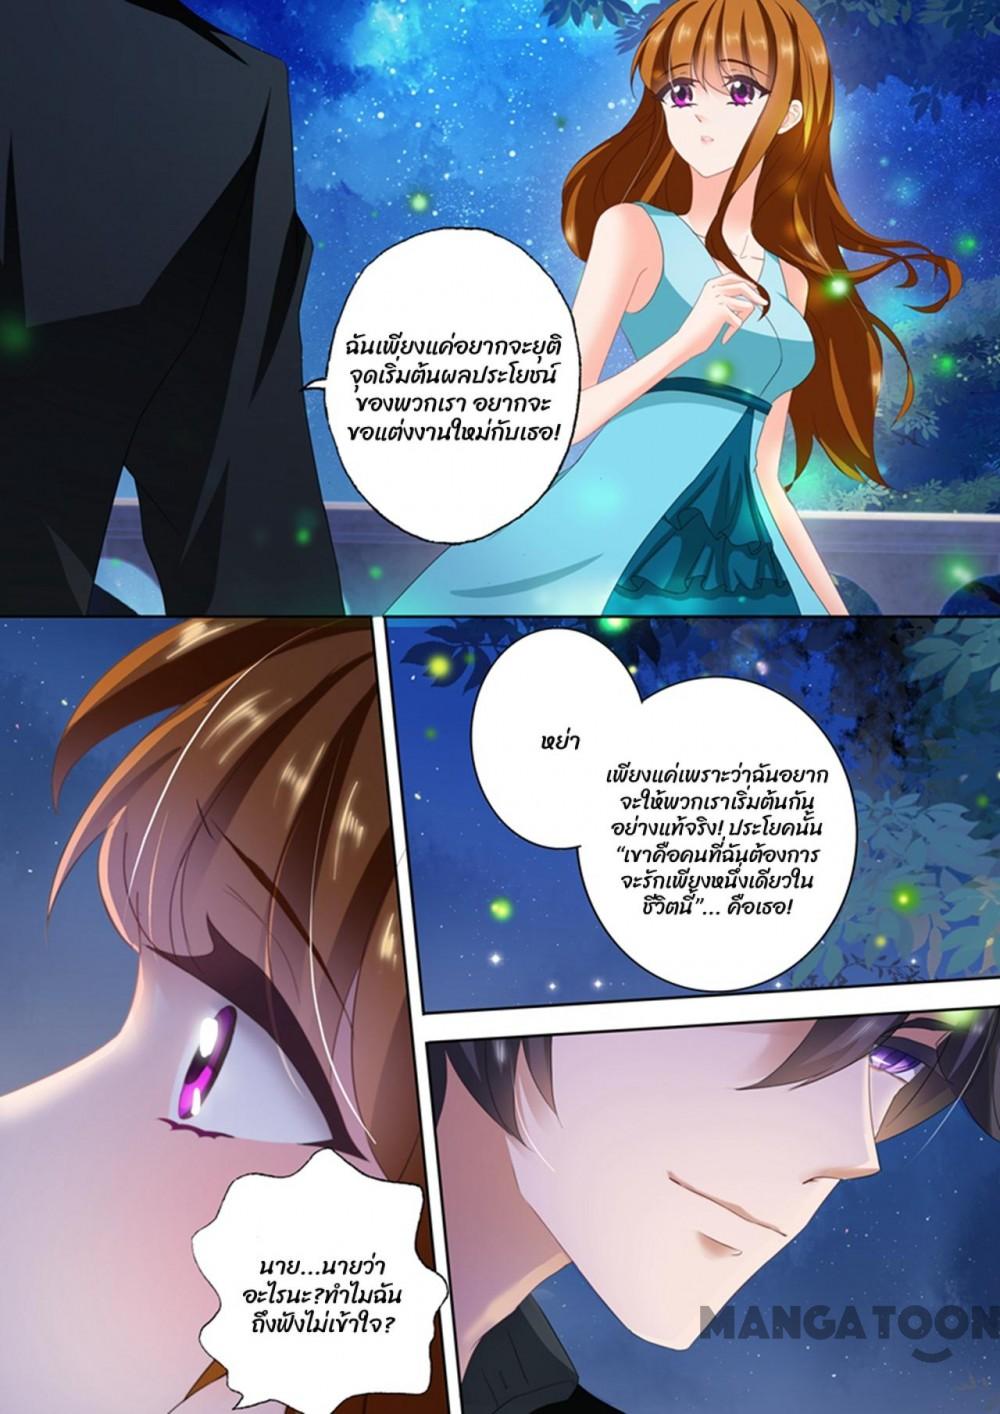 ฉันเพียงแค่อยากจะยุติ
จุดเริ่มต้นผลประโยชน์
ของพวกเรา อยากจะ
ขอแต่งงานใหม่กับเธอ!
หย่า
เพียงแค่เพราะว่าฉันอยาก
จะให้พวกเราเริ่มต้นกัน
อย่างแท้จริง! ประโยคนั้น
“เขาคือคนที่ฉันต้องการ
จะรักเพียงหนึ่งเดียวใน
ชีวิตนี้”... คือเธอ!
นาย...นายว่า
อะไรนะ?ทำไมฉัน
ถึงฟังไม่เข้าใจ?
MANGATOON